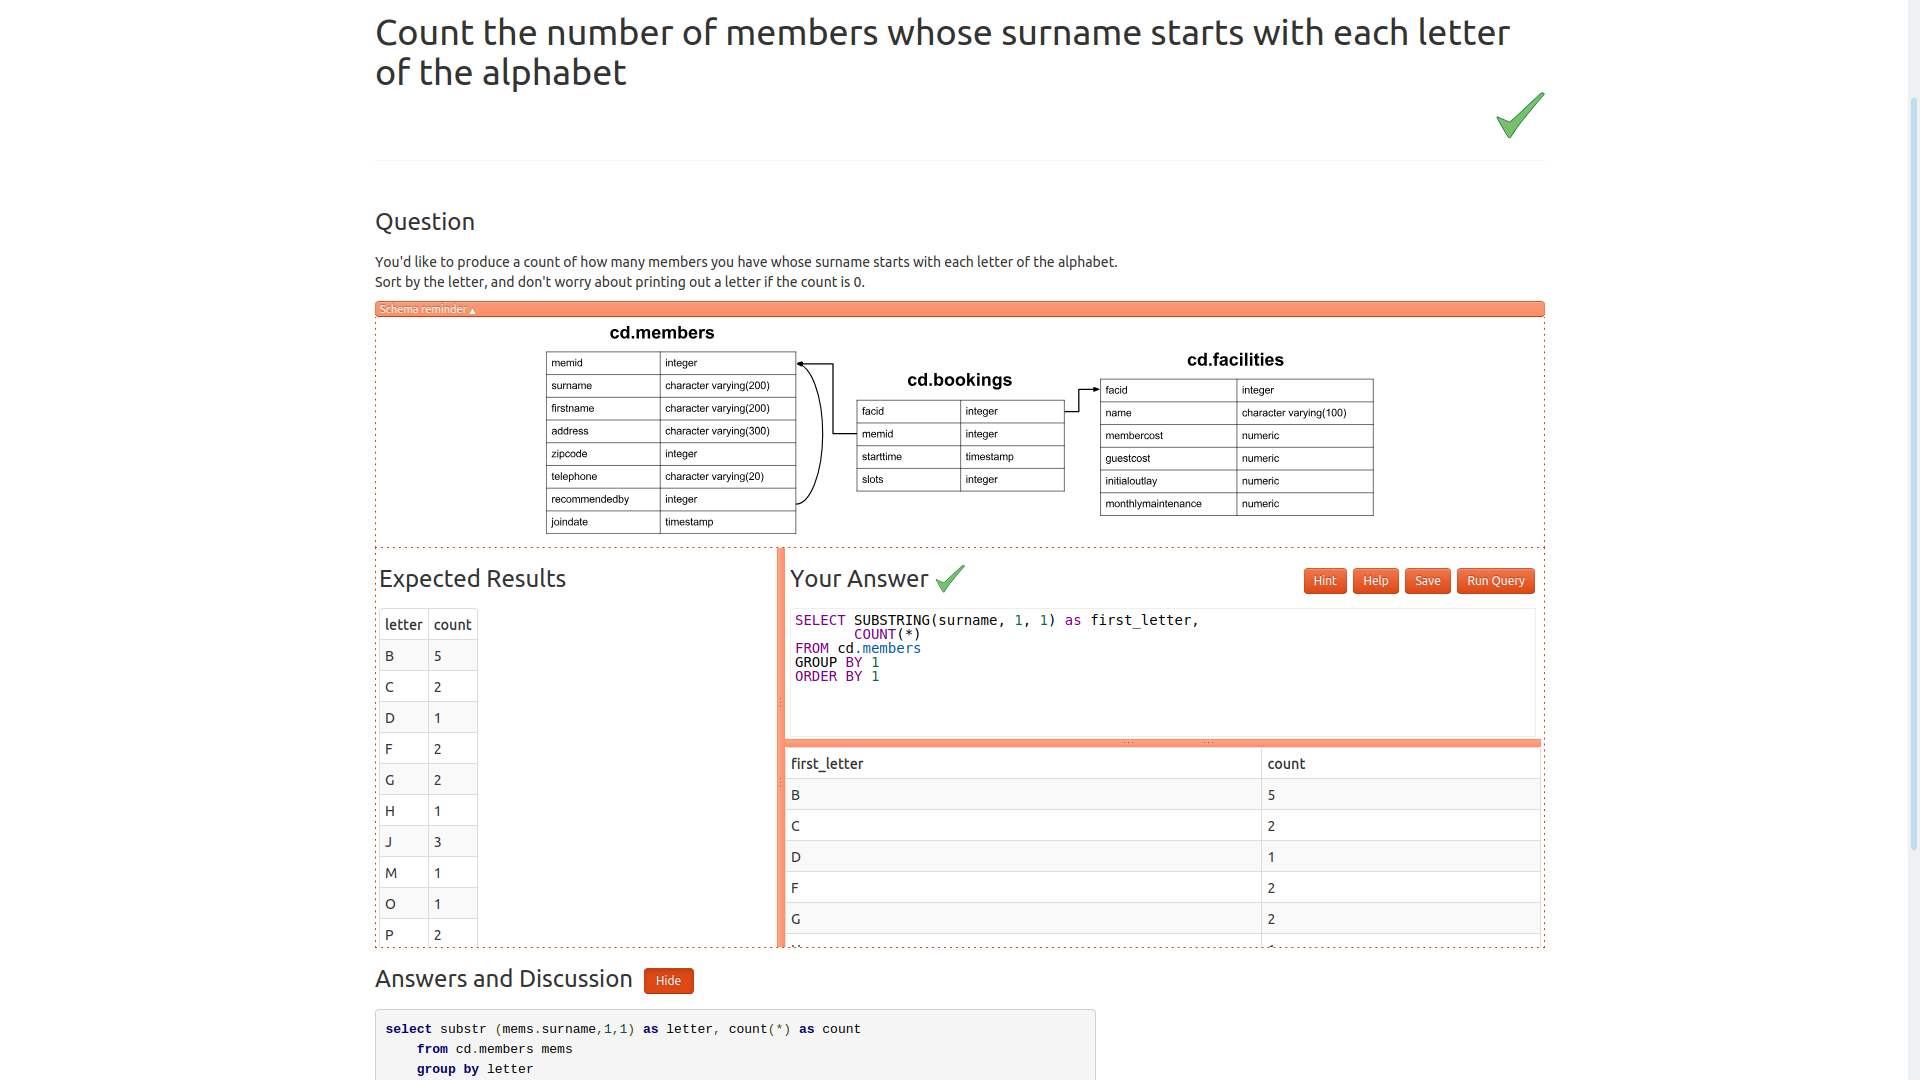 Count the number of members whose surname starts with each letter
of the alphabet
Question
You'd like to produce a count of how many members you have whose surname starts with each letter of the alphabet.
Sort by the letter, and don't worry about printing out a letter if the count is 0.
Schema reminder ▴
cd.members
memid integer
surname character varying(200)
firstname character varying(200)
address character varying(300)
zipcode integer
telephone character varying(20)
recommendedby integer
joindate timestamp
cd.bookings
facid integer
memid integer
starttime timestamp
slots integer
cd.facilities
facid integer
name character varying(100)
membercost numeric
guestcost numeric
initialoutlay numeric
monthlymaintenance numeric
Expected Results
letter count
B 5
C 2
D 1
F 2
G 2
H 1
J 3
M 1
O 1
P 2
Your Answer
Hint Help Save Run Query
SELECT SUBSTRING(surname, 1, 1) as first_letter,
COUNT(*)
FROM cd.members
GROUP BY 1
ORDER BY 1
first_letter count
B 5
C 2
D 1
F 2
G 2
Answers and Discussion Hide
select substr (mems.surname,1,1) as letter, count(*) as count
from cd.members mems
group by letter